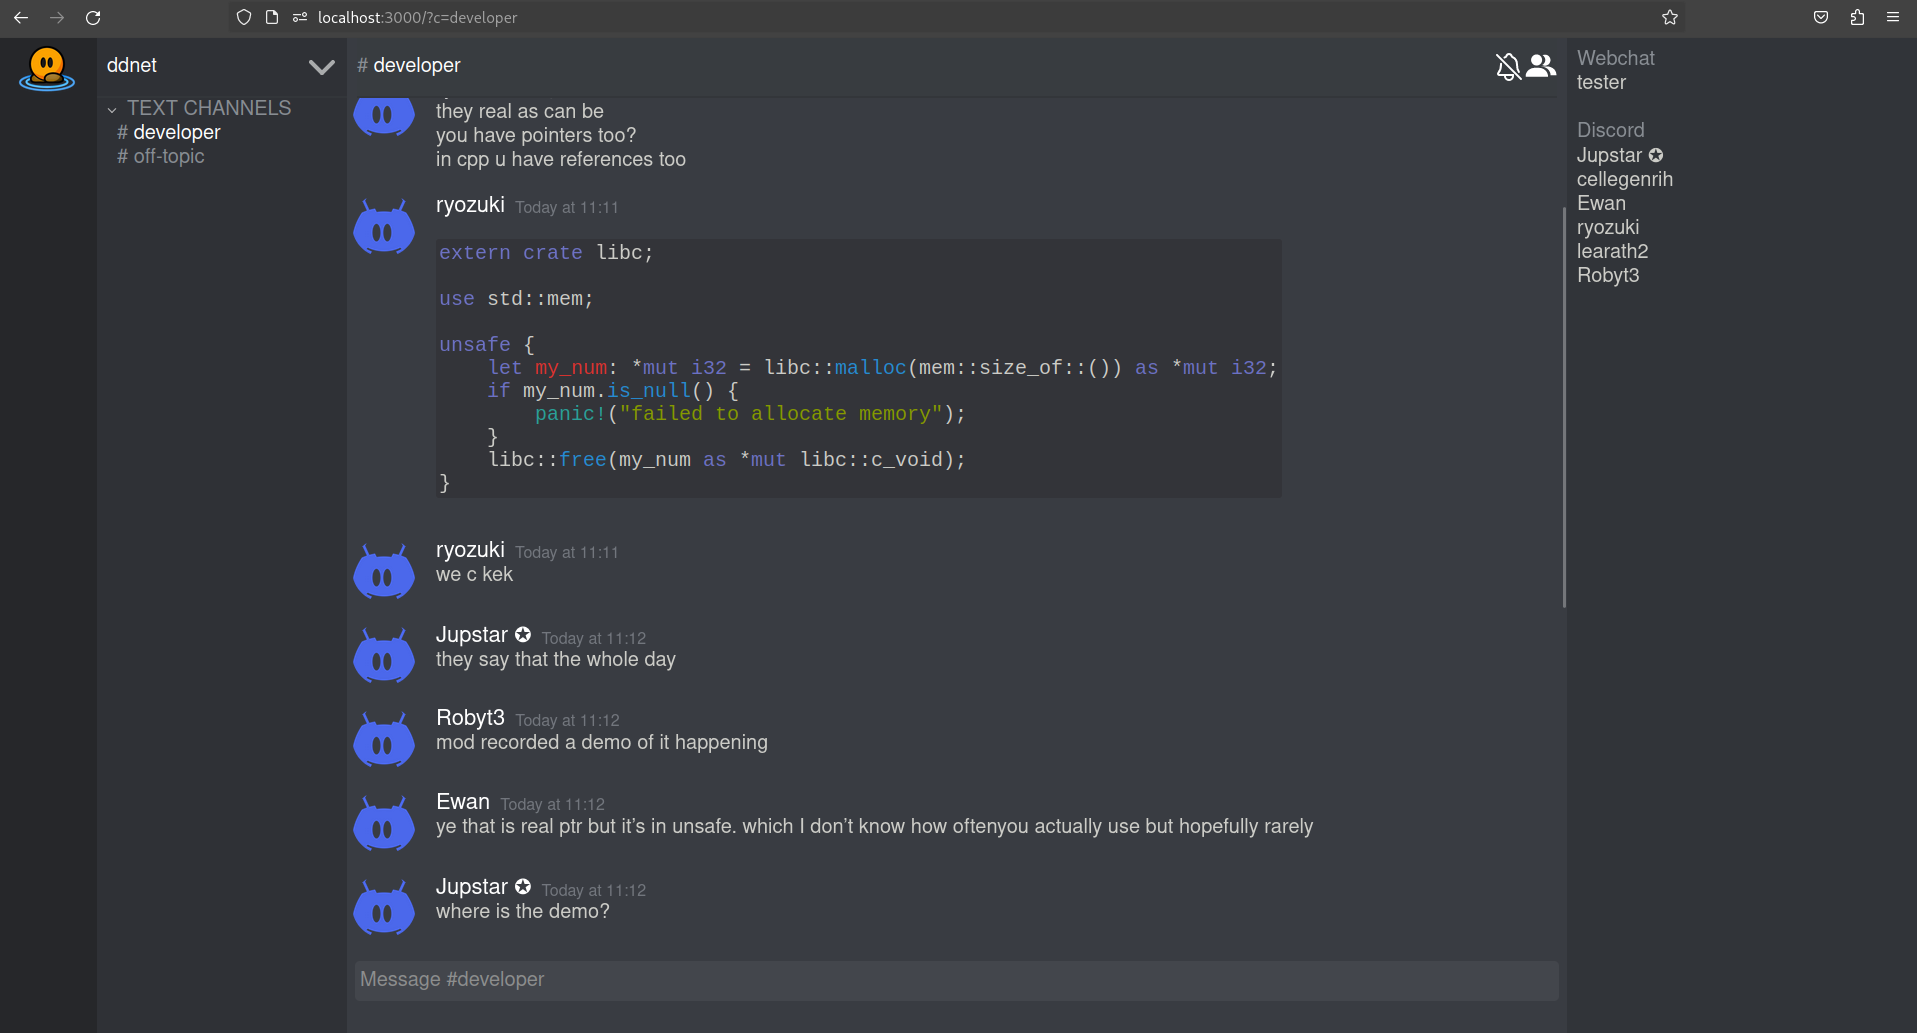 localhost:3000/?c=developer
ddnet
TEXT CHANNELS
# developer
# off-topic
# developer
they real as can be
you have pointers too?
in cpp u have references too
ryozuki Today at 11:11
extern crate libc;
use std::mem;
unsafe {
    let my_num: *mut i32 = libc::malloc(mem::size_of::()) as *mut i32;
    if my_num.is_null() {
        panic!("failed to allocate memory");
    }
    libc::free(my_num as *mut libc::c_void);
}
ryozuki Today at 11:11
we c kek
Jupstar ✪ Today at 11:12
they say that the whole day
Robyt3 Today at 11:12
mod recorded a demo of it happening
Ewan Today at 11:12
ye that is real ptr but it’s in unsafe. which I don’t know how oftenyou actually use but hopefully rarely
Jupstar ✪ Today at 11:12
where is the demo?
Message #developer
Webchat
tester
Discord
Jupstar ✪
cellegenrih
Ewan
ryozuki
learath2
Robyt3